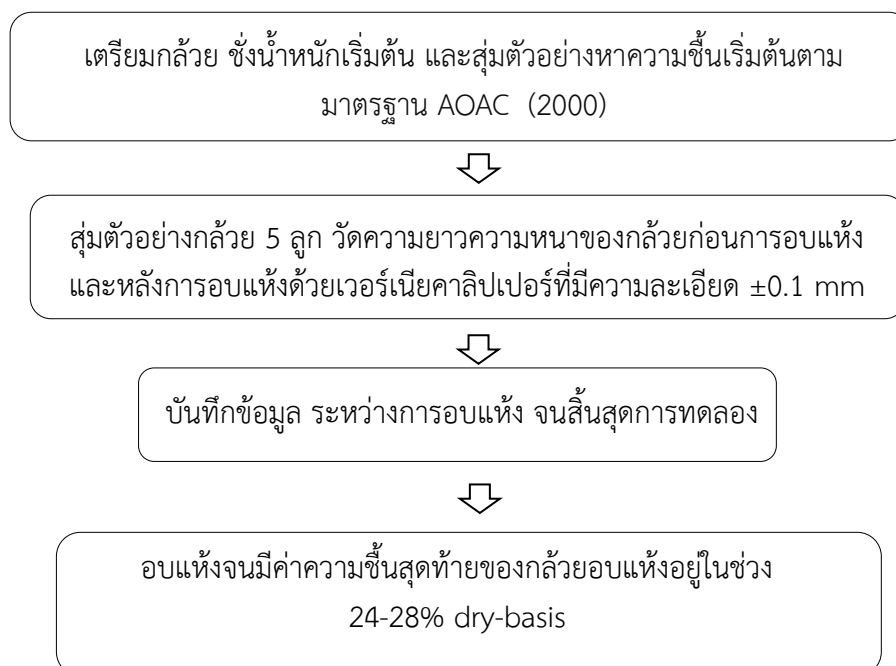 เตรียมกล้วย ชั่งน้ำหนักเริ่มต้น และสุ่มตัวอย่างหาความชื้นเริ่มต้นตาม
มาตรฐาน AOAC (2000)
สุ่มตัวอย่างกล้วย 5 ลูก วัดความยาวความหนาของกล้วยก่อนการอบแห้ง
และหลังการอบแห้งด้วยเวอร์เนียคาลิปเปอร์ที่มีความละเอียด ±0.1 mm
บันทึกข้อมูล ระหว่างการอบแห้ง จนสิ้นสุดการทดลอง
อบแห้งจนมีค่าความชื้นสุดท้ายของกล้วยอบแห้งอยู่ในช่วง
24-28% dry-basis